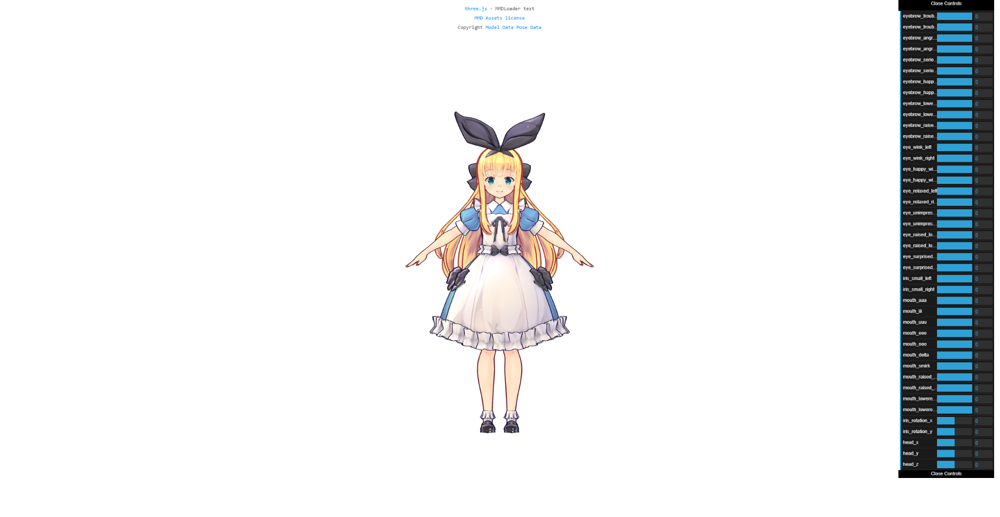 three.js - MMDLoader test
MMD Assets license
Copyright Model Data Pose Data
Close Controls
eyebrow_troub... 0
eyebrow_troub... 0
eyebrow_angr... 0
eyebrow_angr... 0
eyebrow_serio... 0
eyebrow_serio... 0
eyebrow_happ... 0
eyebrow_happ... 0
eyebrow_lowe... 0
eyebrow_lowe... 0
eyebrow_raise... 0
eyebrow_raise... 0
eye_wink_left 0
eye_wink_right 0
eye_happy_wi... 0
eye_happy_wi... 0
eye_relaxed_left 0
eye_relaxed_ri... 0
eye_unimpres... 0
eye_unimpres... 0
eye_raised_lo... 0
eye_raised_lo... 0
eye_surprised... 0
eye_surprised... 0
iris_small_left 0
iris_small_right 0
mouth_aaa 0
mouth_iii 0
mouth_uuu 0
mouth_eee 0
mouth_ooo 0
mouth_delta 0
mouth_smirk 0
mouth_raised_... 0
mouth_raised_... 0
mouth_lowere... 0
mouth_lowere... 0
iris_rotation_x 0
iris_rotation_y 0
head_x 0
head_y 0
head_z 0
Close Controls